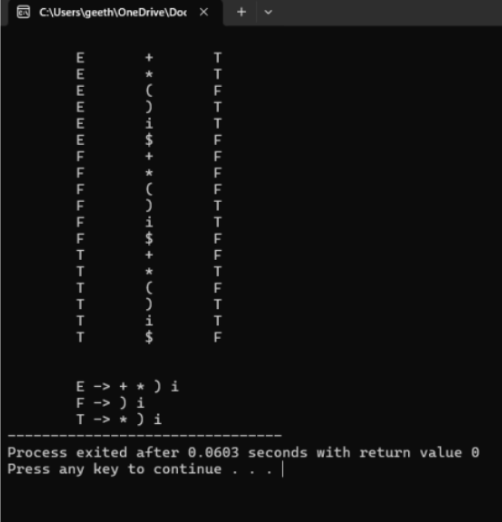 C:\Users\geeth\OneDrive\Doc × + ⌄
E + T
E * T
E ( F
E ) T
E i T
E $ F
F + F
F * F
F ( F
F ) T
F i T
F $ F
T + F
T * T
T ( F
T ) T
T i T
T $ F
E -> + * ) i
F -> ) i
T -> * ) i
--------------------------------
Process exited after 0.0603 seconds with return value 0
Press any key to continue . . .